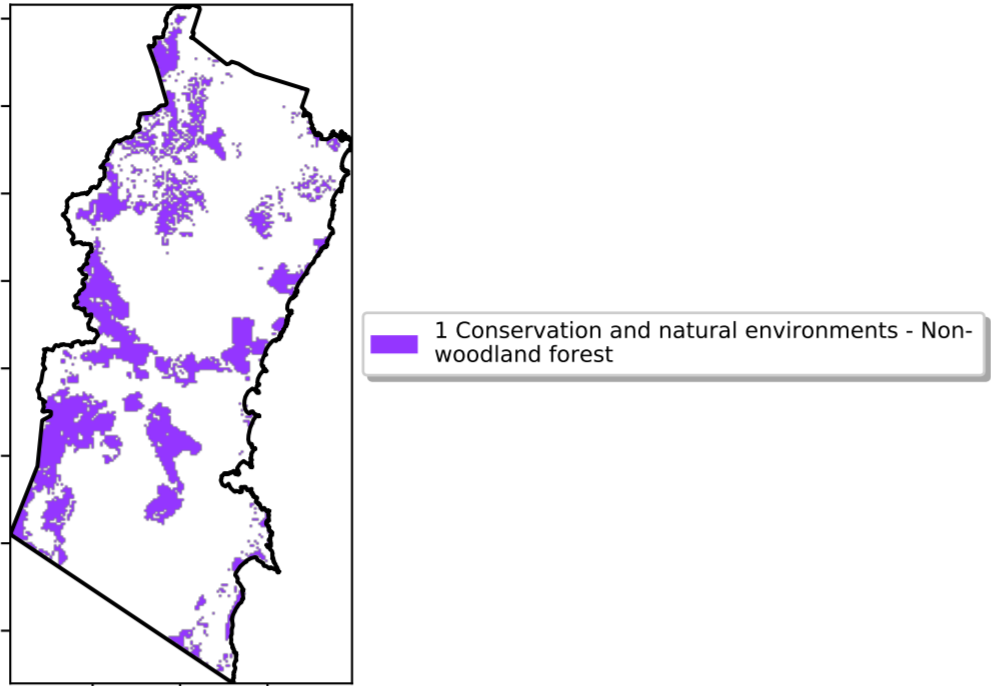 1 Conservation and natural environments - Non-
woodland forest